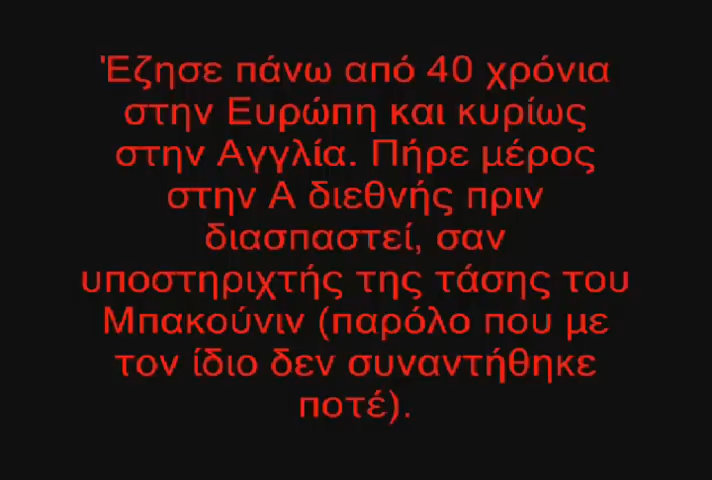 Έζησε πάνω από 40 χρόνια
στην Ευρώπη και κυρίως
στην Αγγλία. Πήρε μέρος
στην Α διεθνής πριν
διασπαστεί, σαν
υποστηριχτής της τάσης του
Μπακούνιν (παρόλο που με
τον ίδιο δεν συναντήθηκε
ποτέ).